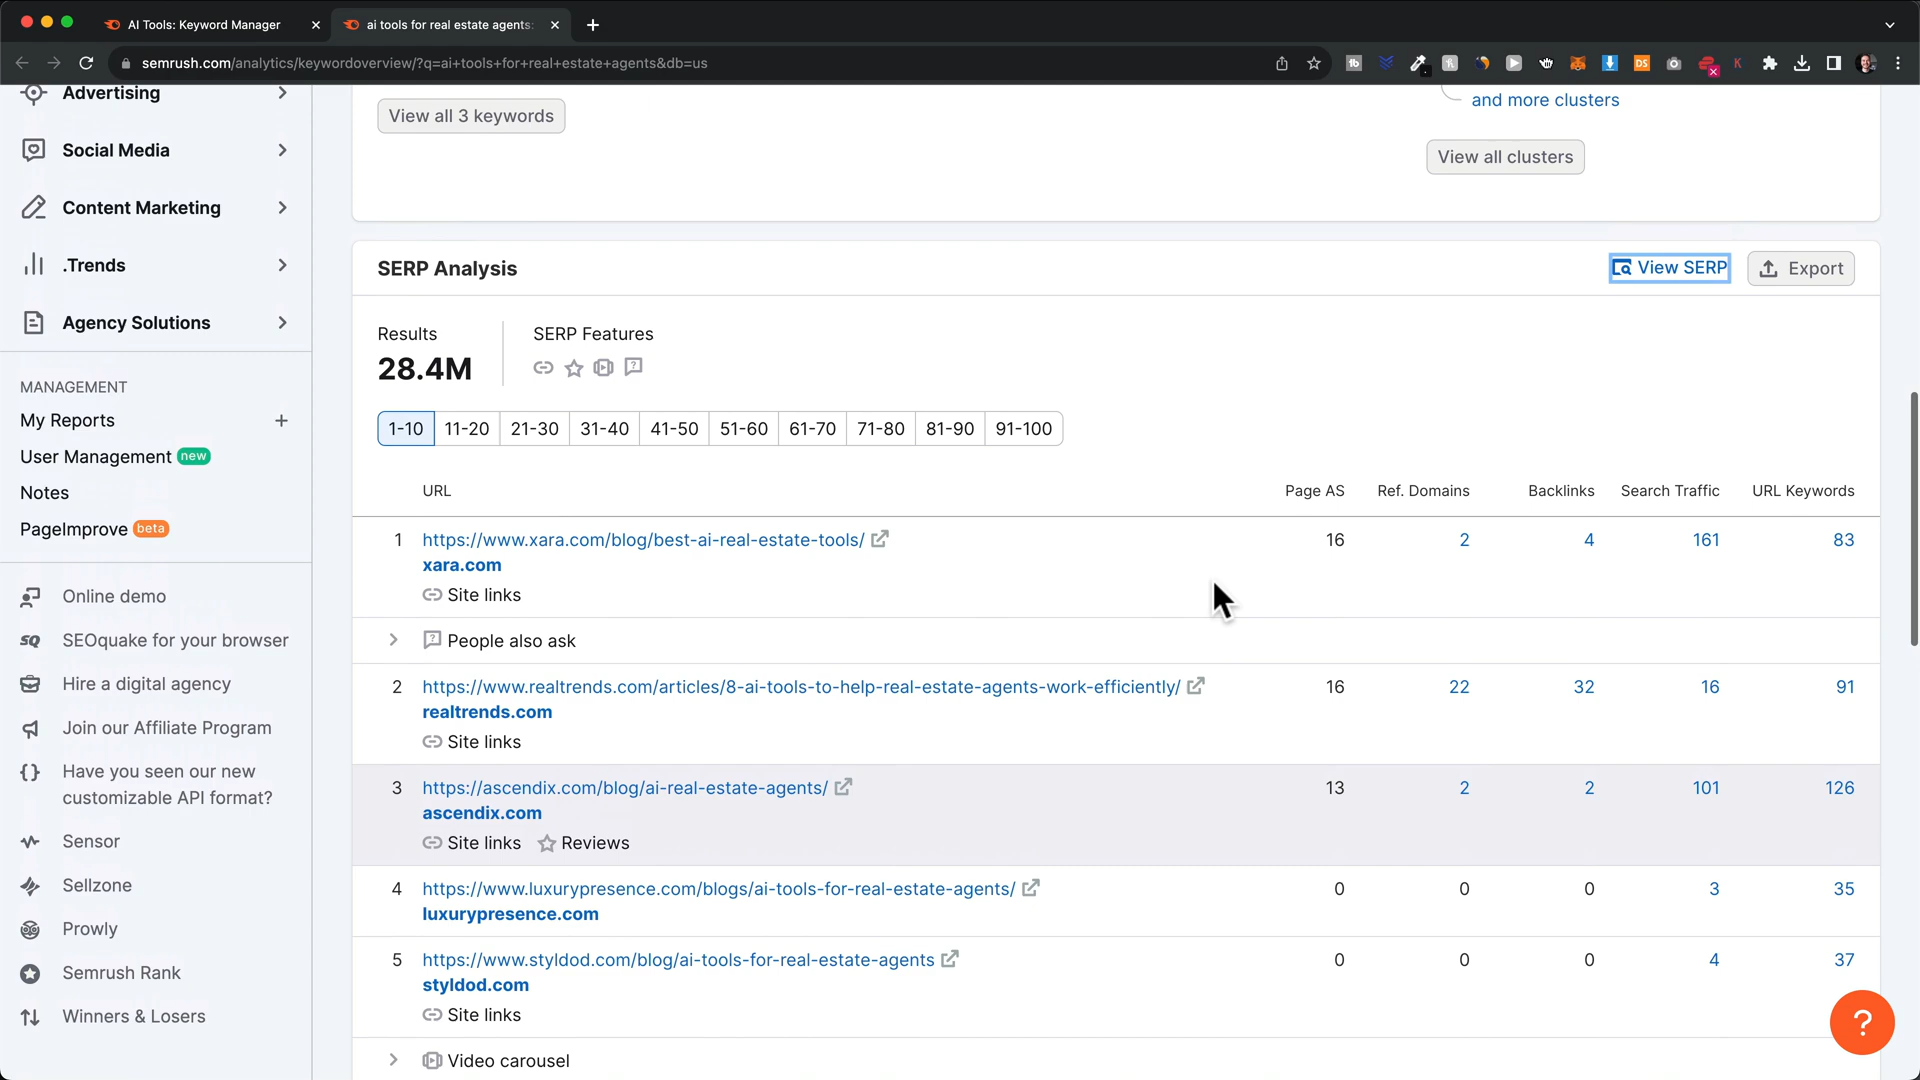 AI Tools: Keyword Manager
ai tools for real estate agents:
semrush.com/analytics/keywordoverview/?q=ai+tools+for+real+estate+agents&db=us
Advertising
Social Media
Content Marketing
.Trends
Agency Solutions
MANAGEMENT
My Reports
User Management new
Notes
PageImprove beta
Online demo
SEOquake for your browser
Hire a digital agency
Join our Affiliate Program
Have you seen our new
customizable API format?
Sensor
Sellzone
Prowly
Semrush Rank
Winners & Losers
View all 3 keywords
and more clusters
View all clusters
SERP Analysis
View SERP
Export
Results
28.4M
SERP Features
1-10 11-20 21-30 31-40 41-50 51-60 61-70 71-80 81-90 91-100
URL Page AS Ref. Domains Backlinks Search Traffic URL Keywords
1 https://www.xara.com/blog/best-ai-real-estate-tools/ 16 2 4 161 83
xara.com
Site links
People also ask
2 https://www.realtrends.com/articles/8-ai-tools-to-help-real-estate-agents-work-efficiently/ 16 22 32 16 91
realtrends.com
Site links
3 https://ascendix.com/blog/ai-real-estate-agents/ 13 2 2 101 126
ascendix.com
Site links Reviews
4 https://www.luxurypresence.com/blogs/ai-tools-for-real-estate-agents/ 0 0 0 3 35
luxurypresence.com
5 https://www.styldod.com/blog/ai-tools-for-real-estate-agents 0 0 0 4 37
styldod.com
Site links
Video carousel
?